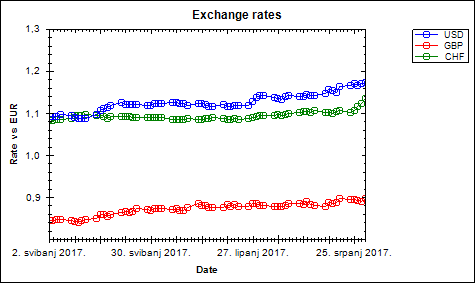 Exchange rates
1,3
1,2
1,1
1,0
0,9
Rate vs EUR
2. svibanj 2017.
30. svibanj 2017.
27. lipanj 2017.
25. srpanj 2017.
Date
USD
GBP
CHF